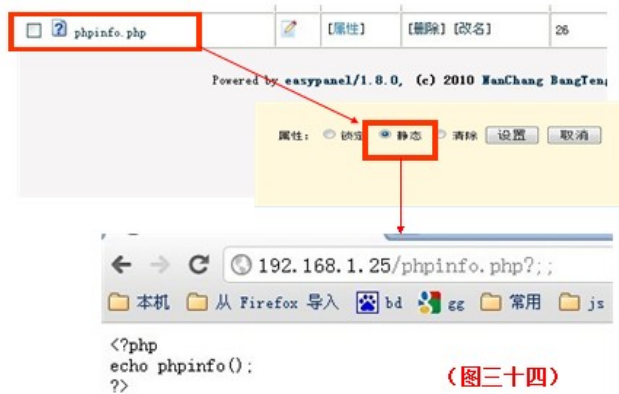 phpinfo.php [属性] [删除] [改名] 26
Powered by easypanel/1.8.0, (c) 2010 NanChang BangTeng
属性: 锁定 静态 清除 设置 取消
192.168.1.25/phpinfo.php?;;
本机 从 Firefox 导入 bd gg 常用 js
<?php
echo phpinfo();
?>
(图三十四)